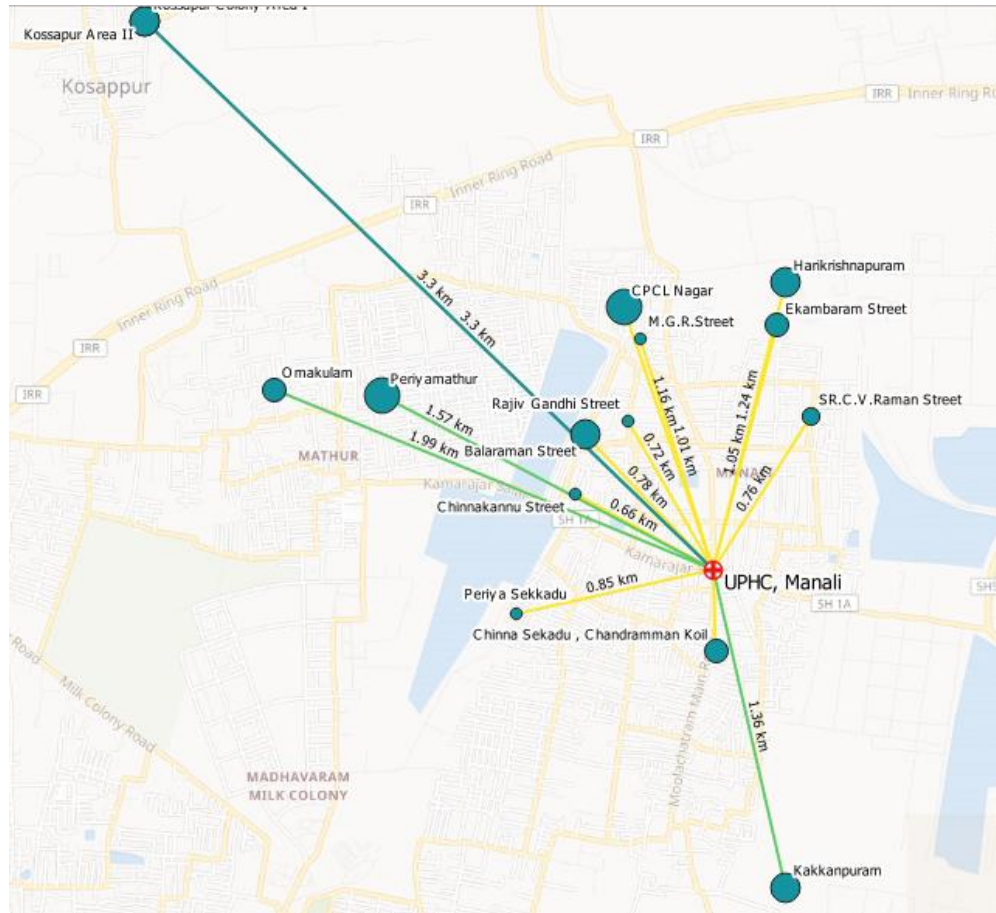 Kossapur Colony Area I
Kossapur Area II
Kosappur
IRR
Inner Ring Ro
IRR
Inner Ring Road
IRR
Harikrishnapuram
CPCL Nagar
Ekambaram Street
M.G.R.Street
3.3 km
3.3 km
Inner Ring Road
IRR
Omakulam
Periyamathur
IRR
Rajiv Gandhi Street
SR.C.V.Raman Street
1.16 km
1.01 km
1.24 km
1.05 km
1.57 km
1.99 km
0.72 km
Balaraman Street
MATHUR
0.78 km
0.76 km
Kamarajar
Chinnakannu Street
0.66 km
SH 1A
Kamarajar
UPHC, Manali
0.85 km
Periya Sekkadu
SH 1A
SH5
Chinna Sekadu , Chandramman Koil
Road
Milk Colony Road
Moolachatram Main R
1.36 km
MADHAVARAM
MILK COLONY
Kakkanpuram